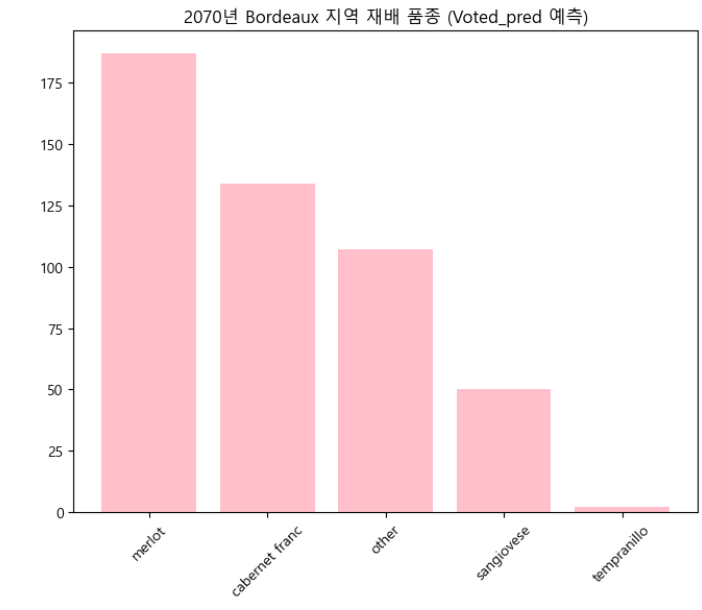 2070년 Bordeaux 지역 재배 품종 (Voted_pred 예측)
175
150
125
100
75
50
25
0
merlot
cabernet franc
other
sangiovese
tempranillo